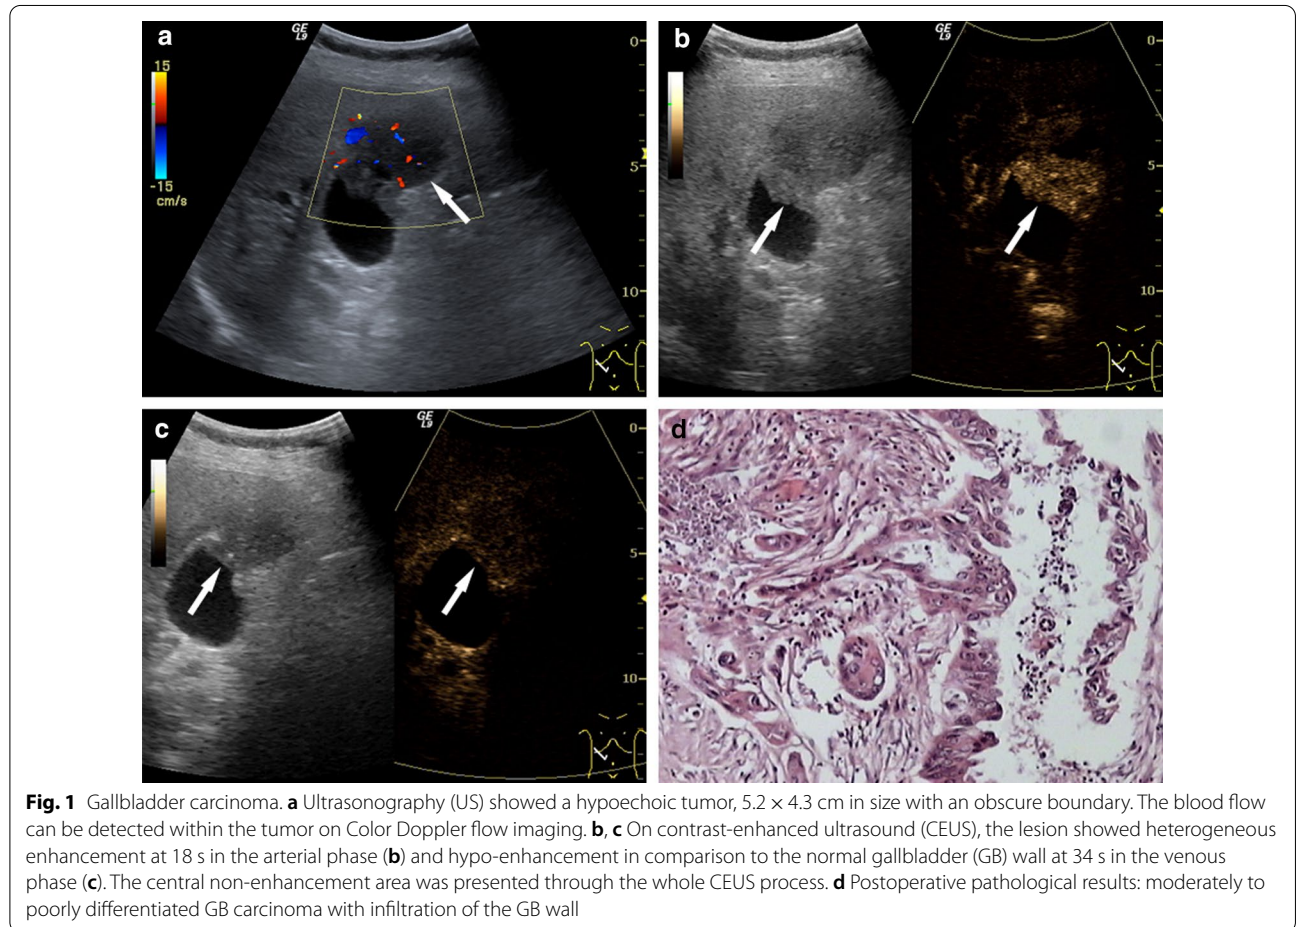 a
GE
L9
15
-15
cm/s
0
5
10
b
GE
L9
0
5
10
c
GE
L9
0
5
10
d
Fig. 1 Gallbladder carcinoma. a Ultrasonography (US) showed a hypoechoic tumor, 5.2 × 4.3 cm in size with an obscure boundary. The blood flow
can be detected within the tumor on Color Doppler flow imaging. b, c On contrast-enhanced ultrasound (CEUS), the lesion showed heterogeneous
enhancement at 18 s in the arterial phase (b) and hypo-enhancement in comparison to the normal gallbladder (GB) wall at 34 s in the venous
phase (c). The central non-enhancement area was presented through the whole CEUS process. d Postoperative pathological results: moderately to
poorly differentiated GB carcinoma with infiltration of the GB wall